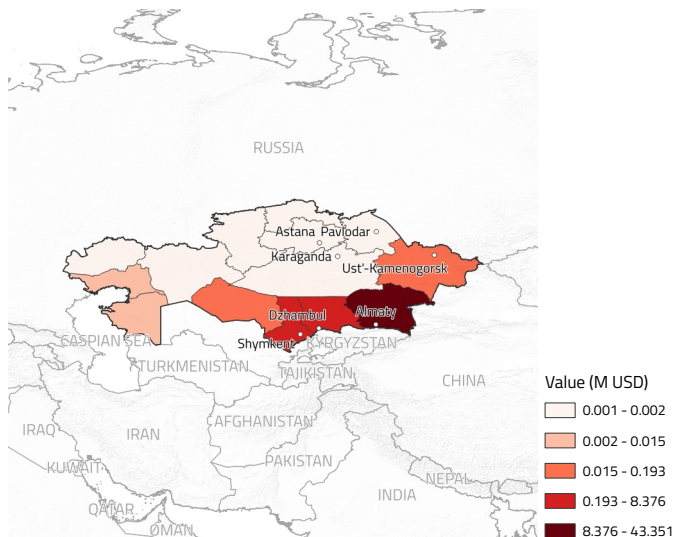 RUSSIA
Astana
Pavlodar
Karaganda
Ust'-Kamenogorsk
Dzhambul
Almaty
Shymkent
KYRGYZSTAN
CASPIAN SEA
TURKMENISTAN
TAJIKISTAN
CHINA
AFGHANISTAN
IRAQ
IRAN
PAKISTAN
KUWAIT
NEPAL
INDIA
QATAR
OMAN
Value (M USD)
0.001 - 0.002
0.002 - 0.015
0.015 - 0.193
0.193 - 8.376
8.376 - 43.351